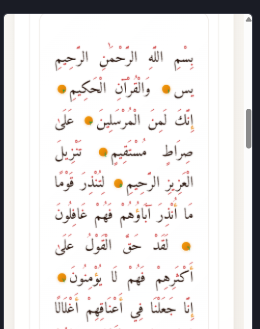 بِسْمِ اللَّهِ الرَّحْمَٰنِ الرَّحِيمِ
يس وَالْقُرْآنِ الْحَكِيمِ
إِنَّكَ لَمِنَ الْمُرْسَلِينَ عَلَىٰ
صِرَاطٍ مُسْتَقِيمٍ تَنْزِيلَ
الْعَزِيزِ الرَّحِيمِ لِتُنْذِرَ قَوْمًا
مَا أُنْذِرَ آبَاؤُهُمْ فَهُمْ غَافِلُونَ
لَقَدْ حَقَّ الْقَوْلُ عَلَىٰ
أَكْثَرِهِمْ فَهُمْ لَا يُؤْمِنُونَ
إِنَّا جَعَلْنَا فِي أَعْنَاقِهِمْ أَغْلَالًا